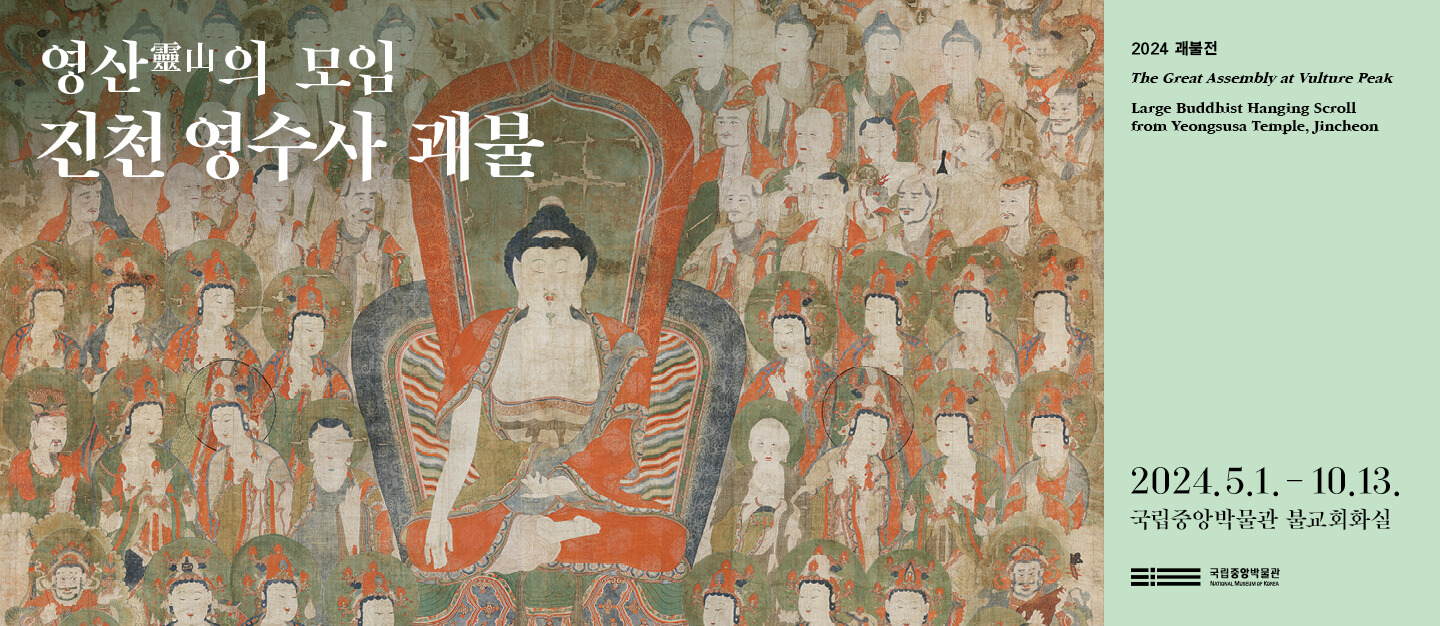 영산靈山의 모임
진천 영수사 괘불
2024 괘불전
The Great Assembly at Vulture Peak
Large Buddhist Hanging Scroll
from Yeongsusa Temple, Jincheon
2024.5.1. – 10.13.
국립중앙박물관 불교회화실
국립중앙박물관
NATIONAL MUSEUM OF KOREA